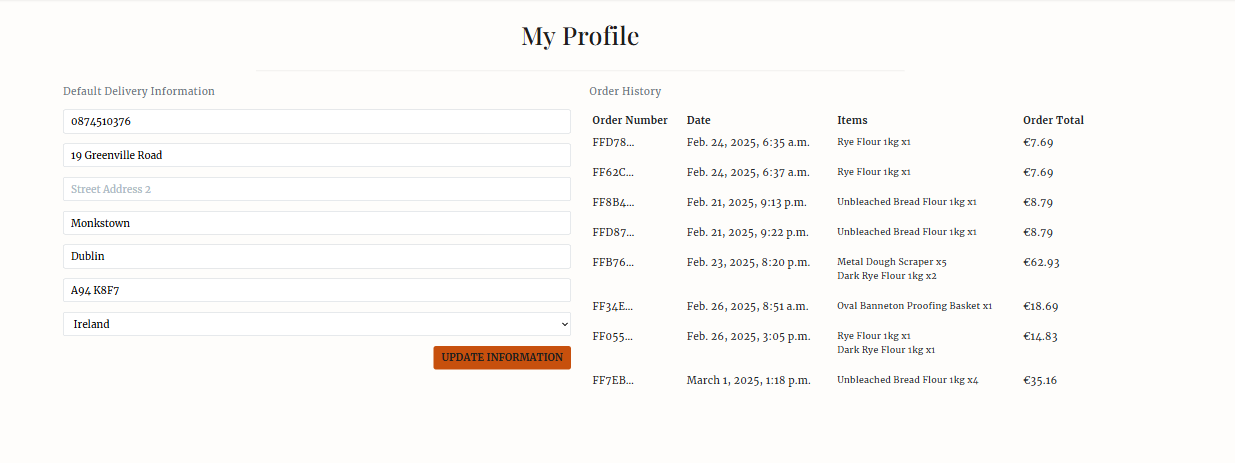 My Profile
Default Delivery Information
0874510376
19 Greenville Road
Street Address 2
Monkstown
Dublin
A94 K8F7
Ireland
UPDATE INFORMATION
Order History
Order Number Date Items Order Total
FFD78... Feb. 24, 2025, 6:35 a.m. Rye Flour 1kg x1 €7.69
FF62C... Feb. 24, 2025, 6:37 a.m. Rye Flour 1kg x1 €7.69
FF8B4... Feb. 21, 2025, 9:13 p.m. Unbleached Bread Flour 1kg x1 €8.79
FFD87... Feb. 21, 2025, 9:22 p.m. Unbleached Bread Flour 1kg x1 €8.79
FFB76... Feb. 23, 2025, 8:20 p.m. Metal Dough Scraper x5 €62.93
Dark Rye Flour 1kg x2
FF34E... Feb. 26, 2025, 8:51 a.m. Oval Banneton Proofing Basket x1 €18.69
FF055... Feb. 26, 2025, 3:05 p.m. Rye Flour 1kg x1 €14.83
Dark Rye Flour 1kg x1
FF7EB... March 1, 2025, 1:18 p.m. Unbleached Bread Flour 1kg x4 €35.16